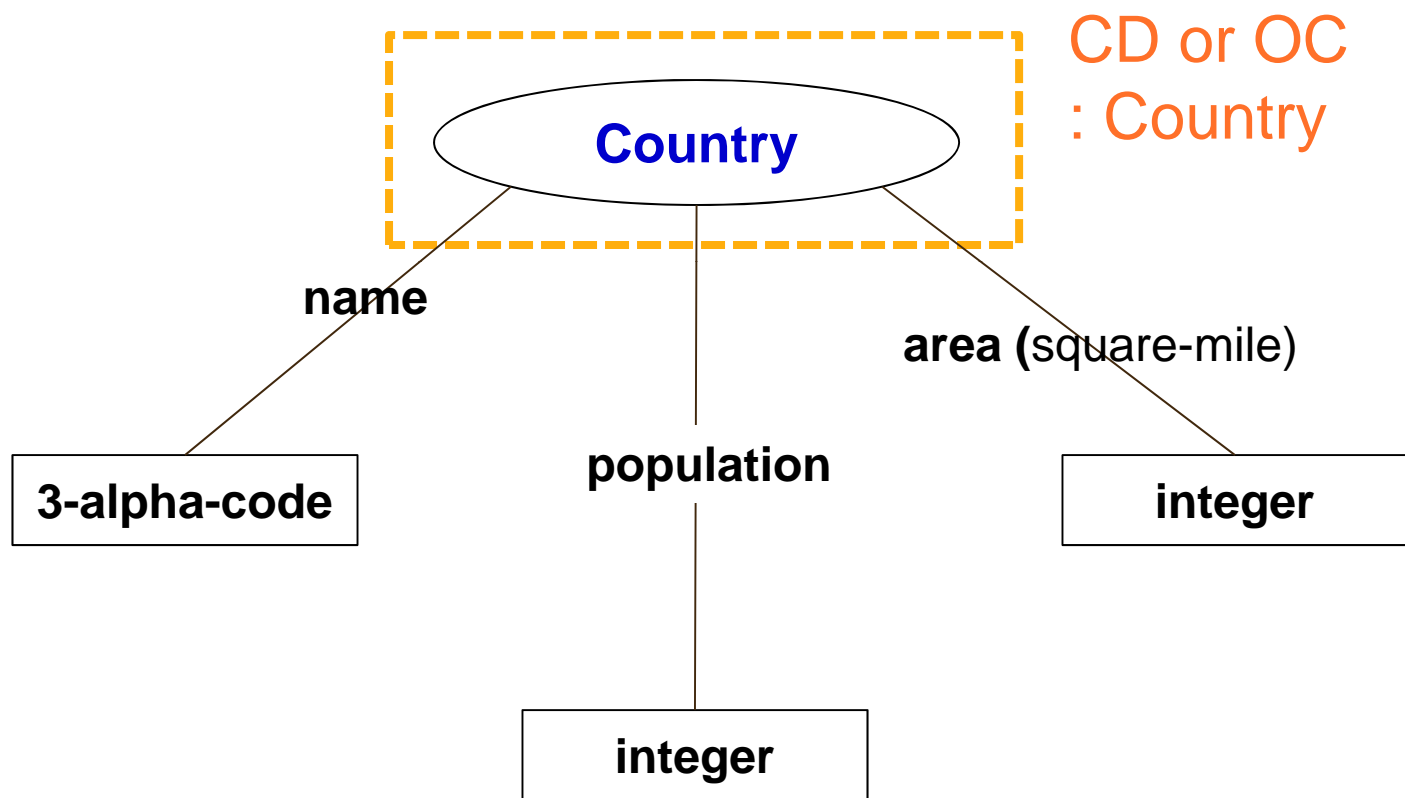 CD or OC
: Country
Country
name
area (square-mile)
population
3-alpha-code
integer
integer